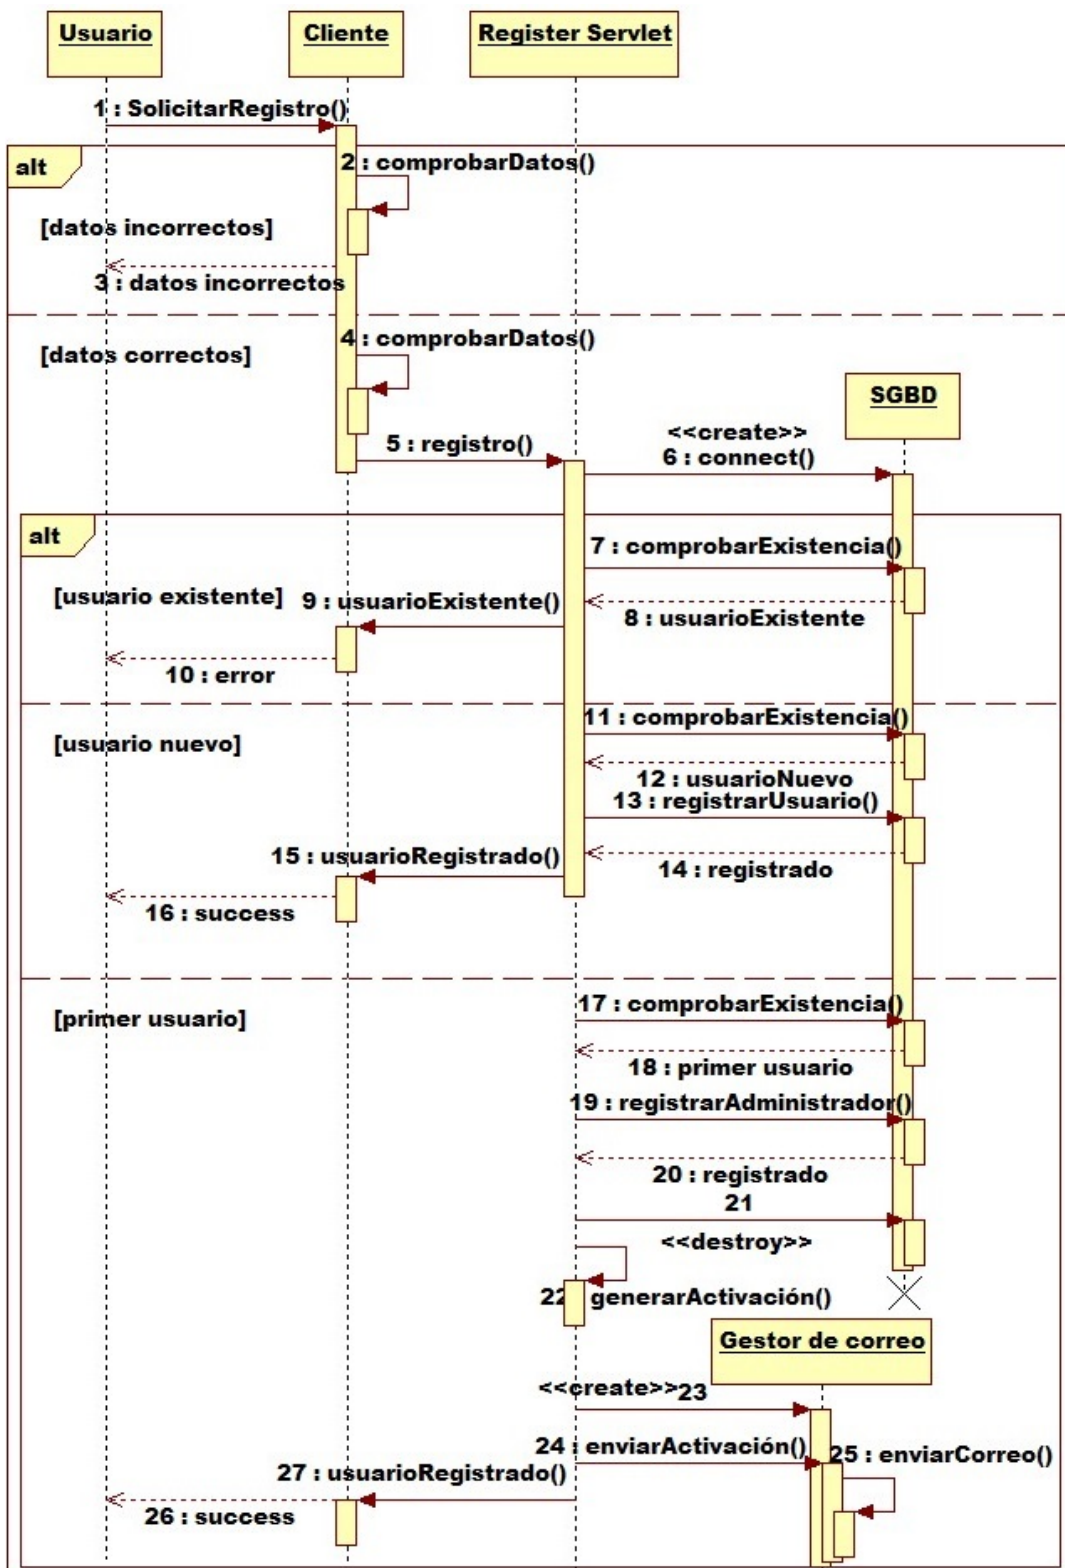 Usuario
Cliente
Register Servlet
1 : SolicitarRegistro()
alt
2 : comprobarDatos()
[datos incorrectos]
3 : datos incorrectos
4 : comprobarDatos()
[datos correctos]
SGBD
5 : registro()
<<create>>
6 : connect()
alt
7 : comprobarExistencia()
[usuario existente]
9 : usuarioExistente()
8 : usuarioExistente
10 : error
11 : comprobarExistencia()
[usuario nuevo]
12 : usuarioNuevo
13 : registrarUsuario()
15 : usuarioRegistrado()
14 : registrado
16 : success
17 : comprobarExistencia()
[primer usuario]
18 : primer usuario
19 : registrarAdministrador()
20 : registrado
21
<<destroy>>
22 : generarActivación()
Gestor de correo
<<create>>23
24 : enviarActivación()
25 : enviarCorreo()
27 : usuarioRegistrado()
26 : success